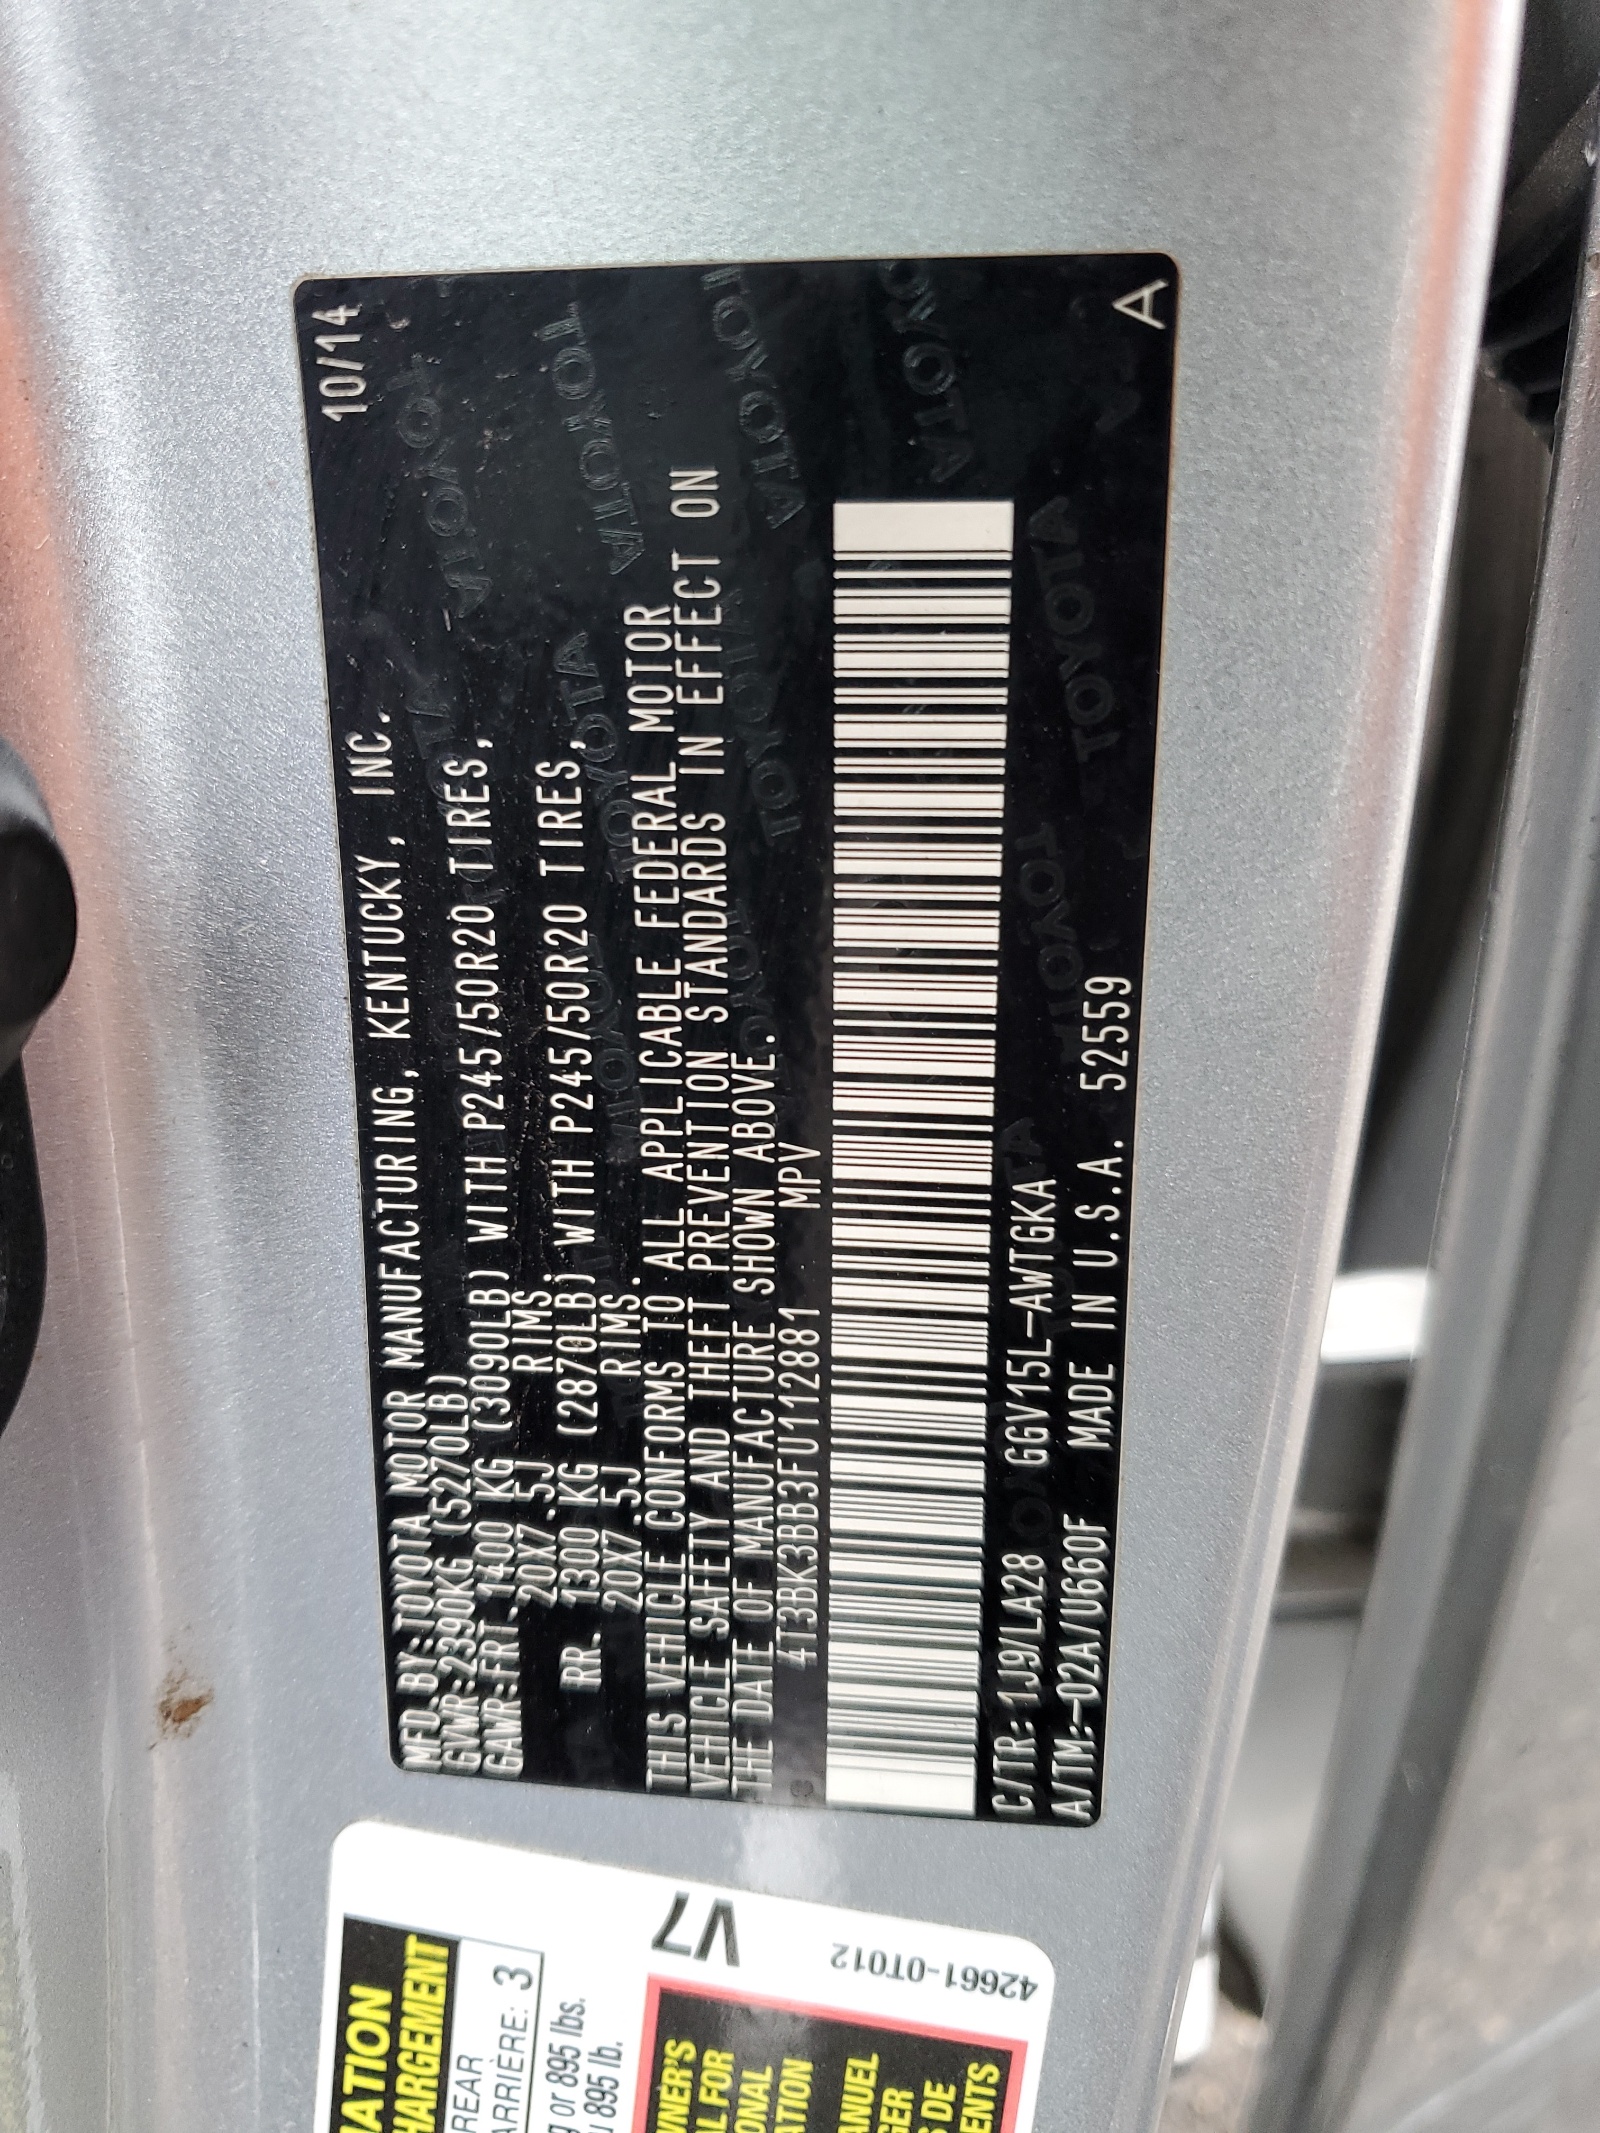 MFD. BY: TOYOTA MOTOR MANUFACTURING, KENTUCKY, INC. 10/14
GVWR: 2390KG (5270LB)
GAWR: FR. 1400 KG (3090LB) WITH P245/50R20 TIRES,
20X7.5J RIMS
RR. 1300 KG (2870LB) WITH P245/50R20 TIRES,
20X7.5J RIMS.
THIS VEHICLE CONFORMS TO ALL APPLICABLE FEDERAL MOTOR
VEHICLE SAFETY AND THEFT PREVENTION STANDARDS IN EFFECT ON
THE DATE OF MANUFACTURE SHOWN ABOVE.
4T3BK3BB3FU112881 MPV
C/TR: 1J9/LA28 GGV15L-AWTGKA
A/TM: -02A/U660F MADE IN U.S.A. 52559 A
TOYOTA
V7
42661-0T012
MATION
HARGEMENT
REAR
ARRIÈRE: 3
or 895 lbs.
895 lb.
WNER'S
AL FOR
ONAL
ATION
ANUEL
GER
DE
ENTS